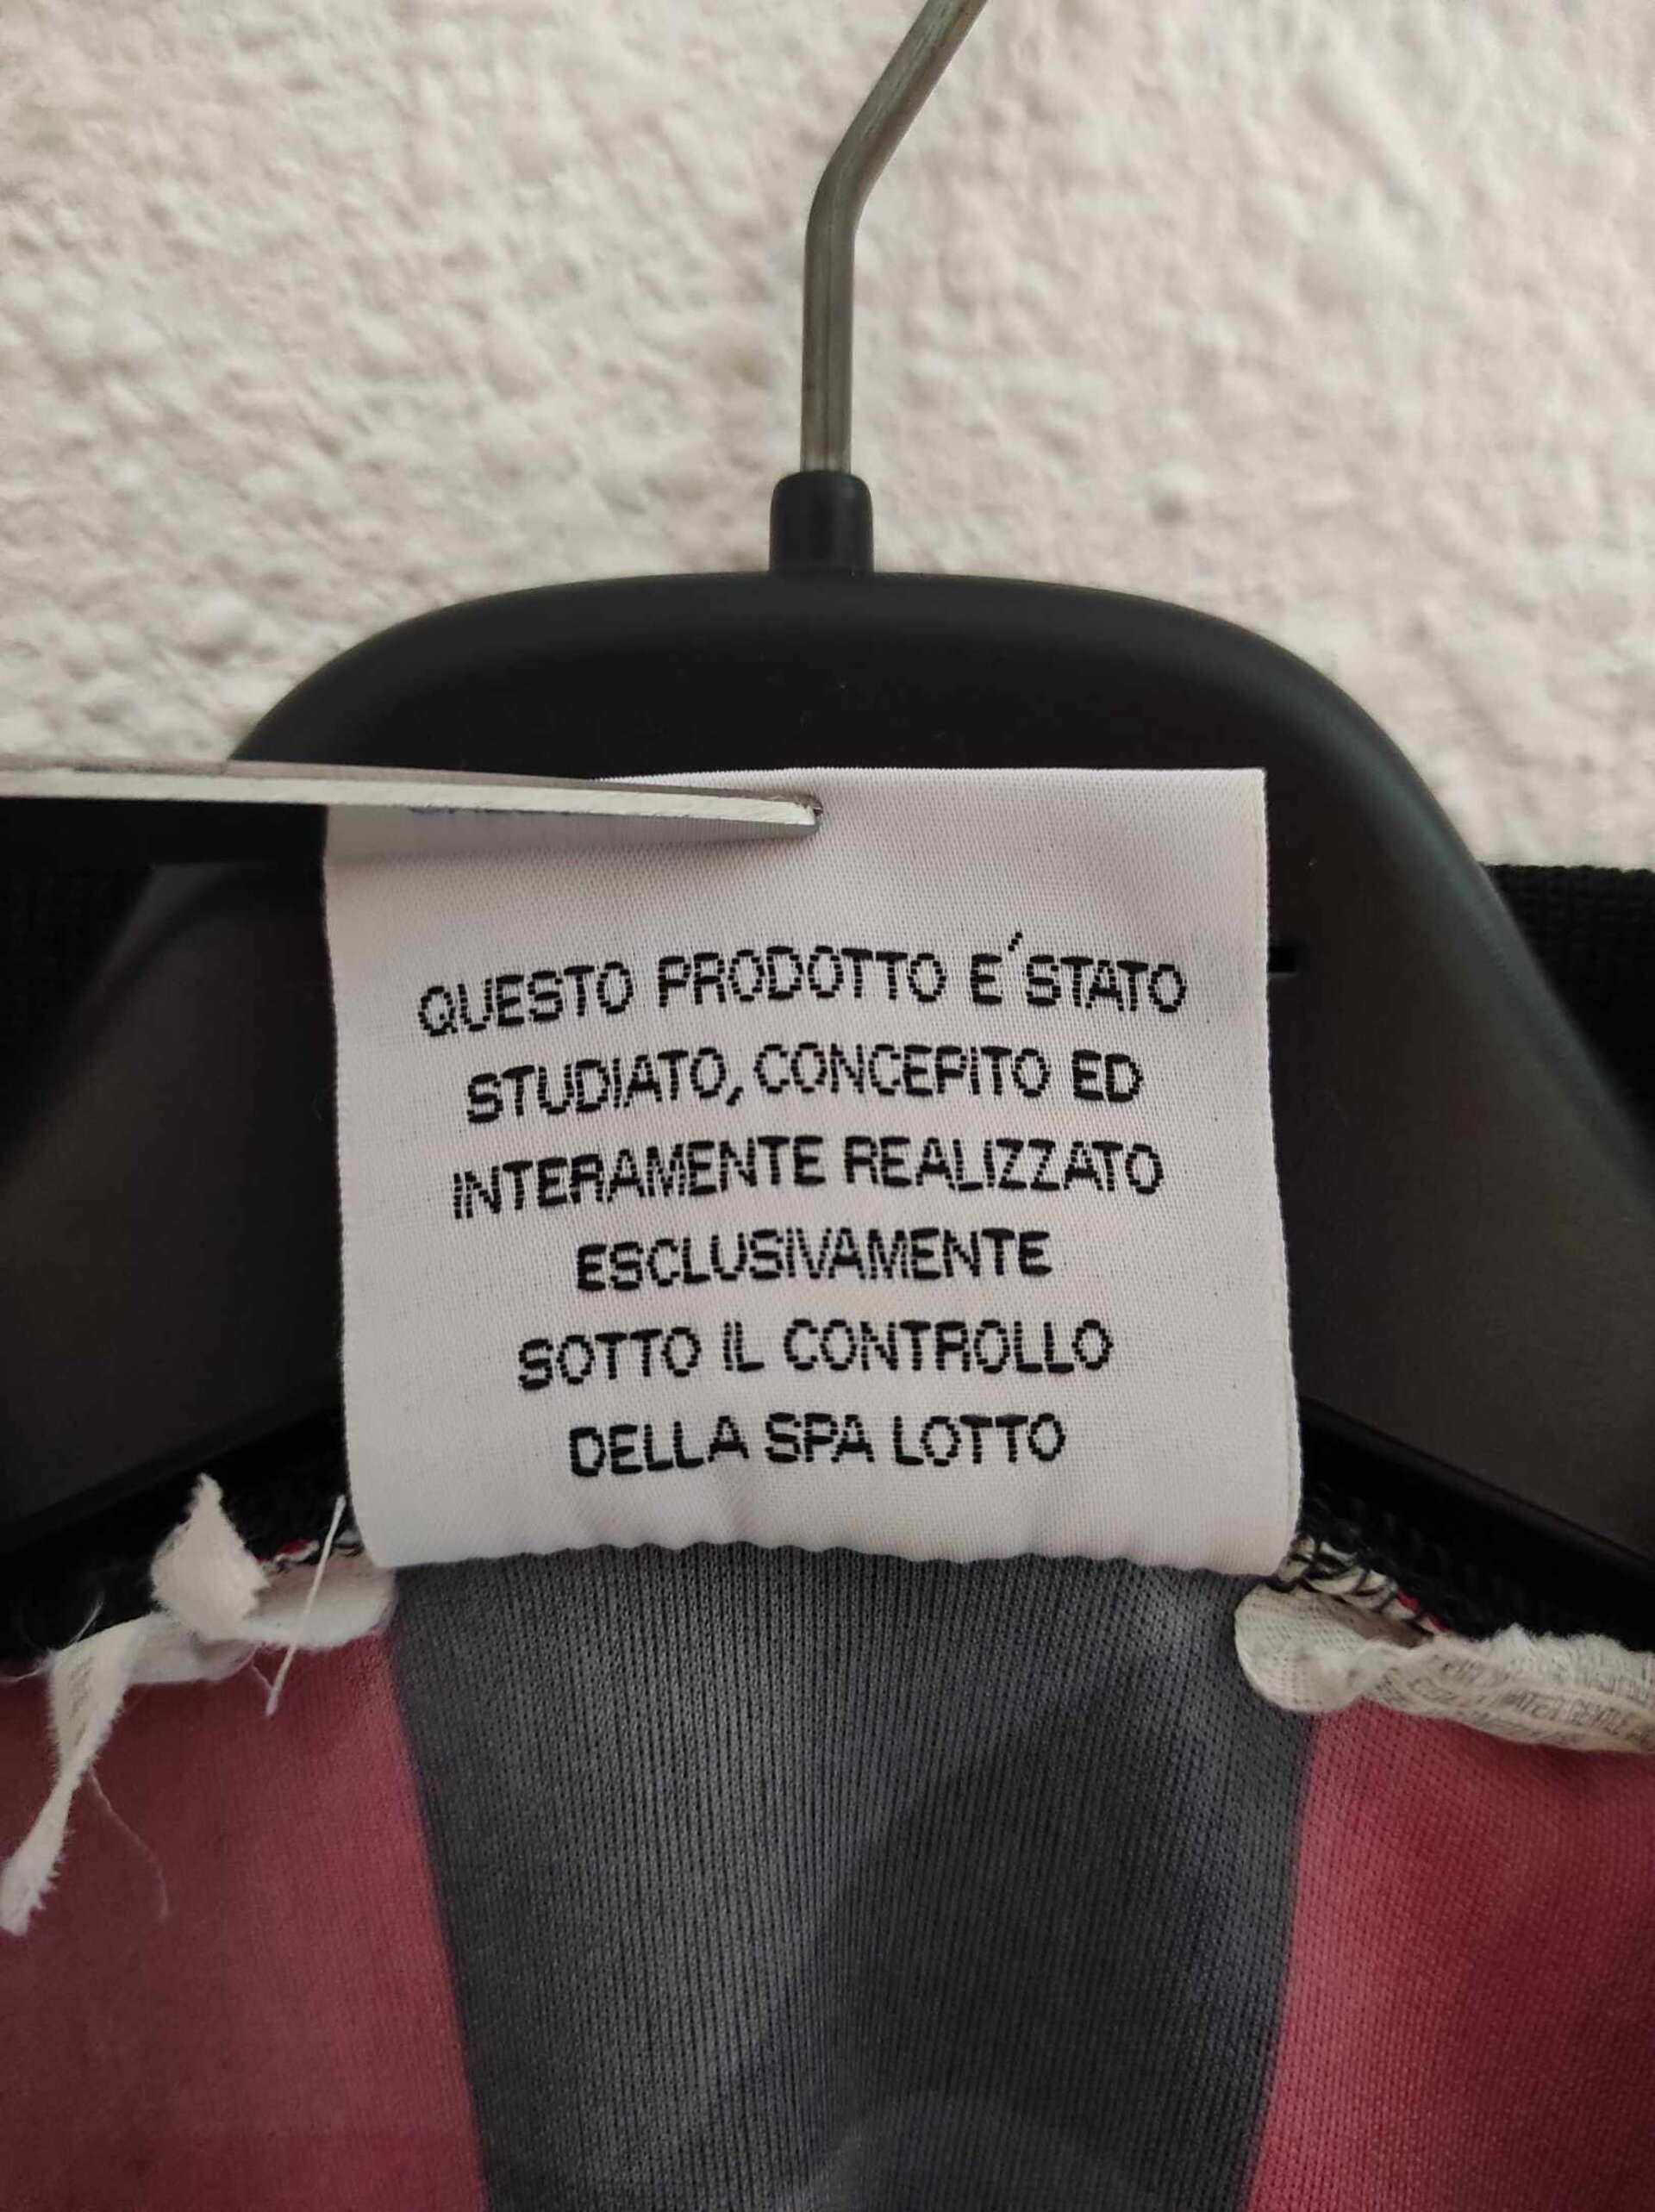 QUESTO PRODOTTO E´ STATO
STUDIATO, CONCEPITO ED
INTERAMENTE REALIZZATO
ESCLUSIVAMENTE
SOTTO IL CONTROLLO
DELLA SPA LOTTO